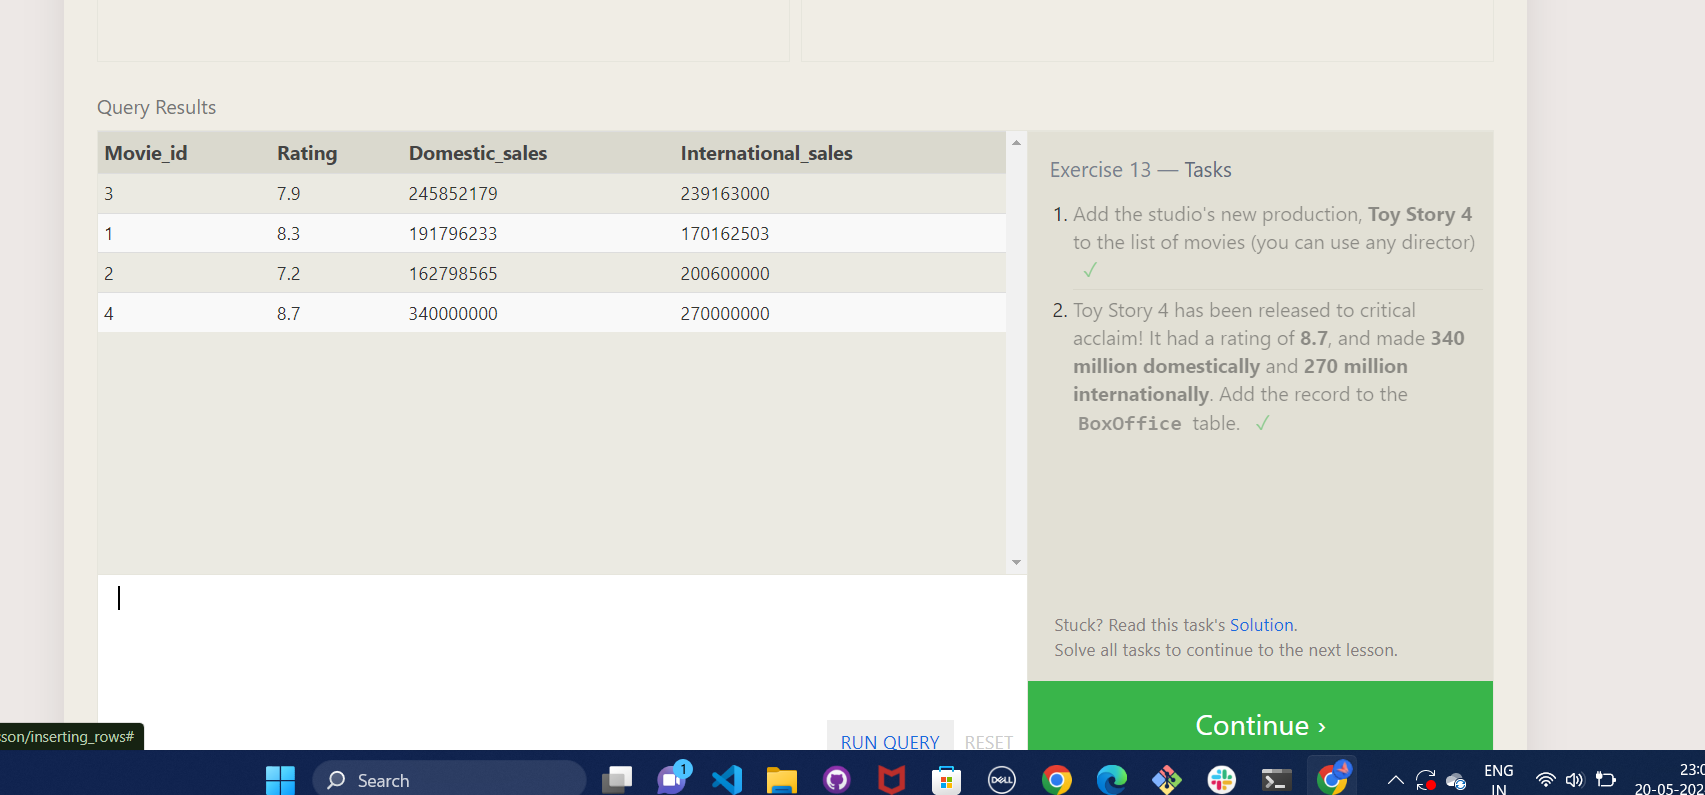 Query Results
Movie_id Rating Domestic_sales International_sales
3 7.9 245852179 239163000
1 8.3 191796233 170162503
2 7.2 162798565 200600000
4 8.7 340000000 270000000
Exercise 13 — Tasks
1. Add the studio's new production, Toy Story 4
to the list of movies (you can use any director)
✓
2. Toy Story 4 has been released to critical
acclaim! It had a rating of 8.7, and made 340
million domestically and 270 million
internationally. Add the record to the
BoxOffice table. ✓
Stuck? Read this task's Solution.
Solve all tasks to continue to the next lesson.
Continue ›
RUN QUERY RESET
son/inserting_rows#
Search
1
DELL
ENG
IN
23:0
20-05-202